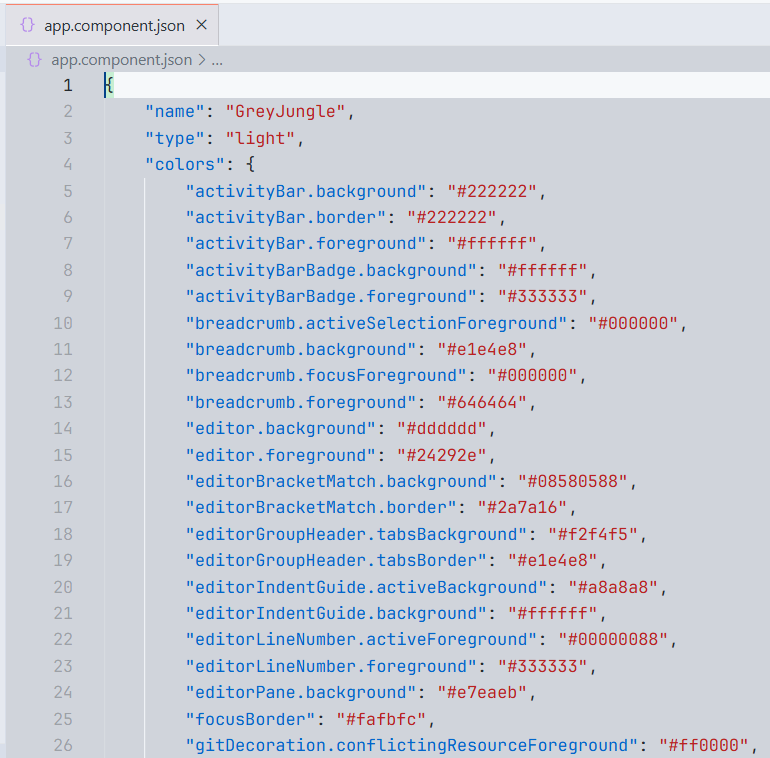 {} app.component.json ×
{} app.component.json > ...
1 {
2 "name": "GreyJungle",
3 "type": "light",
4 "colors": {
5 "activityBar.background": "#222222",
6 "activityBar.border": "#222222",
7 "activityBar.foreground": "#ffffff",
8 "activityBarBadge.background": "#ffffff",
9 "activityBarBadge.foreground": "#333333",
10 "breadcrumb.activeSelectionForeground": "#000000",
11 "breadcrumb.background": "#e1e4e8",
12 "breadcrumb.focusForeground": "#000000",
13 "breadcrumb.foreground": "#646464",
14 "editor.background": "#dddddd",
15 "editor.foreground": "#24292e",
16 "editorBracketMatch.background": "#08580588",
17 "editorBracketMatch.border": "#2a7a16",
18 "editorGroupHeader.tabsBackground": "#f2f4f5",
19 "editorGroupHeader.tabsBorder": "#e1e4e8",
20 "editorIndentGuide.activeBackground": "#a8a8a8",
21 "editorIndentGuide.background": "#ffffff",
22 "editorLineNumber.activeForeground": "#00000088",
23 "editorLineNumber.foreground": "#333333",
24 "editorPane.background": "#e7eaeb",
25 "focusBorder": "#fafbfc",
26 "gitDecoration.conflictingResourceForeground": "#ff0000",